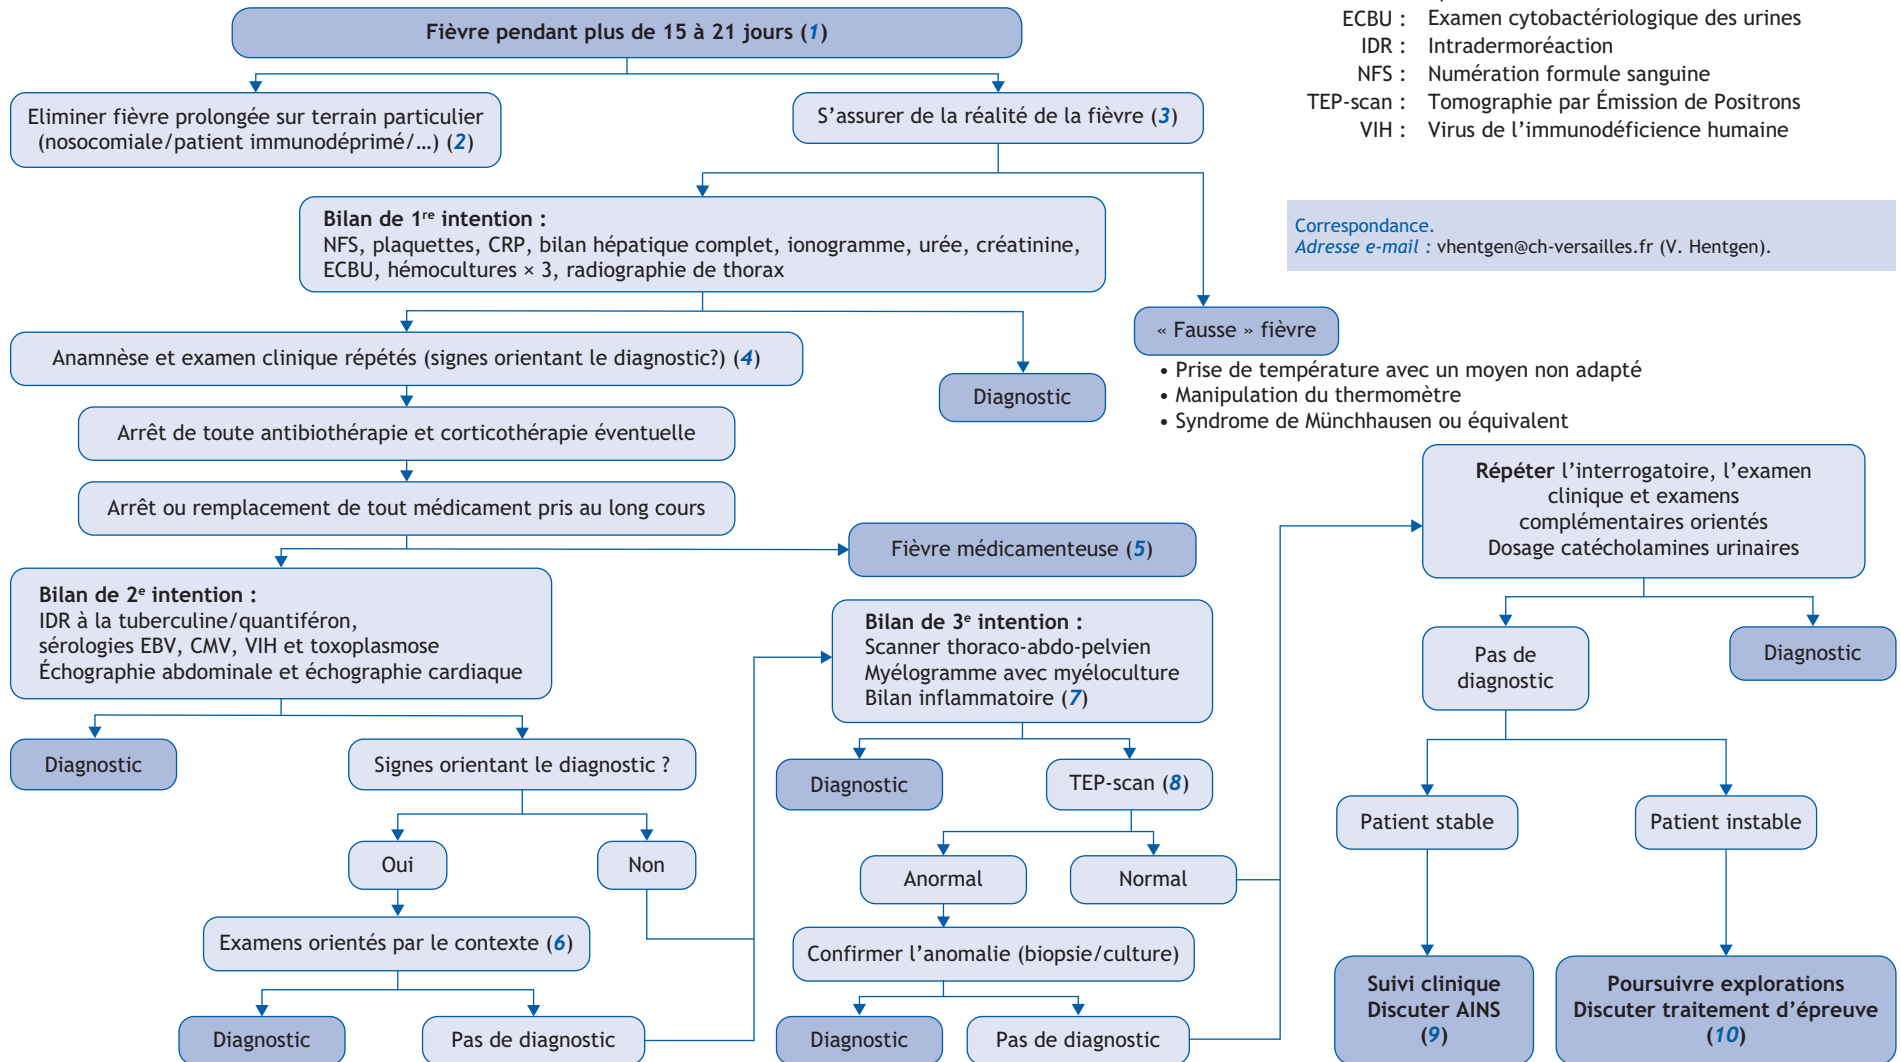 Fièvre pendant plus de 15 à 21 jours (1)
Eliminer fièvre prolongée sur terrain particulier
(nosocomiale/patient immunodéprimé/…) (2)
S’assurer de la réalité de la fièvre (3)
ECBU : Examen cytobactériologique des urines
IDR : Intradermoréaction
NFS : Numération formule sanguine
TEP-scan : Tomographie par Émission de Positrons
VIH : Virus de l’immunodéficience humaine
Correspondance.
Adresse e-mail : vhentgen@ch-versailles.fr (V. Hentgen).
Bilan de 1re intention :
NFS, plaquettes, CRP, bilan hépatique complet, ionogramme, urée, créatinine,
ECBU, hémocultures × 3, radiographie de thorax
« Fausse » fièvre
• Prise de température avec un moyen non adapté
• Manipulation du thermomètre
• Syndrome de Münchhausen ou équivalent
Anamnèse et examen clinique répétés (signes orientant le diagnostic?) (4)
Diagnostic
Arrêt de toute antibiothérapie et corticothérapie éventuelle
Arrêt ou remplacement de tout médicament pris au long cours
Fièvre médicamenteuse (5)
Bilan de 2e intention :
IDR à la tuberculine/quantiféron,
sérologies EBV, CMV, VIH et toxoplasmose
Échographie abdominale et échographie cardiaque
Diagnostic
Signes orientant le diagnostic ?
Oui
Non
Examens orientés par le contexte (6)
Diagnostic
Pas de diagnostic
Bilan de 3e intention :
Scanner thoraco-abdo-pelvien
Myélogramme avec myéloculture
Bilan inflammatoire (7)
Diagnostic
TEP-scan (8)
Anormal
Normal
Confirmer l’anomalie (biopsie/culture)
Diagnostic
Pas de diagnostic
Répéter l’interrogatoire, l’examen
clinique et examens
complémentaires orientés
Dosage catécholamines urinaires
Pas de
diagnostic
Diagnostic
Patient stable
Patient instable
Suivi clinique
Discuter AINS
(9)
Poursuivre explorations
Discuter traitement d’épreuve
(10)